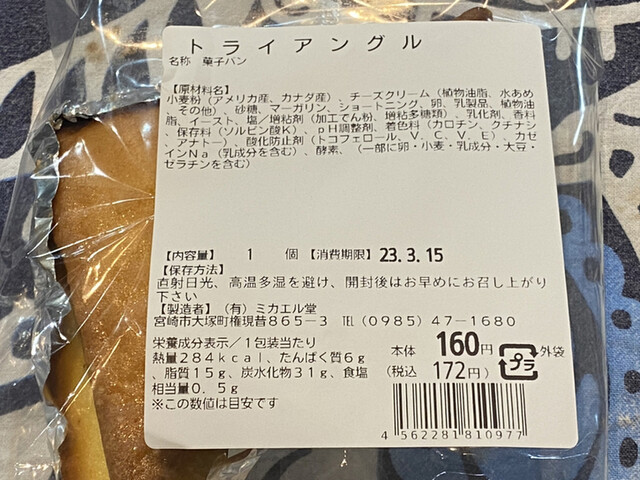 トライアングル
名称 菓子パン
【原材料名】
小麦粉（アメリカ産、カナダ産）、チーズクリーム（植物油脂、水あめ
、その他）、砂糖、マーガリン、ショートニング、卵、乳製品、植物油
脂、イースト、塩／増粘剤（加工でん粉、増粘多糖類）、乳化剤、香料
、保存料（ソルビン酸K）、pH調整剤、着色料（カロチン、クチナシ
、アナトー）、酸化防止剤（トコフェロール、V．C、V．E）、カゼ
インNa（乳成分を含む）、酵素、（一部に卵・小麦・乳成分・大豆・
ゼラチンを含む）
【内容量】 1 個 【消費期限】 23. 3. 15
【保存方法】
直射日光、高温多湿を避け、開封後はお早めにお召し上がり
下さい
【製造者】（有）ミカエル堂
宮崎市大塚町権現昔865－3 TEL（0985）47－1680
栄養成分表示／1包装当たり
熱量284kcal、たんぱく質6g
、脂質15g、炭水化物31g、食塩
相当量0．5g
※この数値は目安です
本体 160円
（税込 172円）
プラ 外袋
4 562281 810977